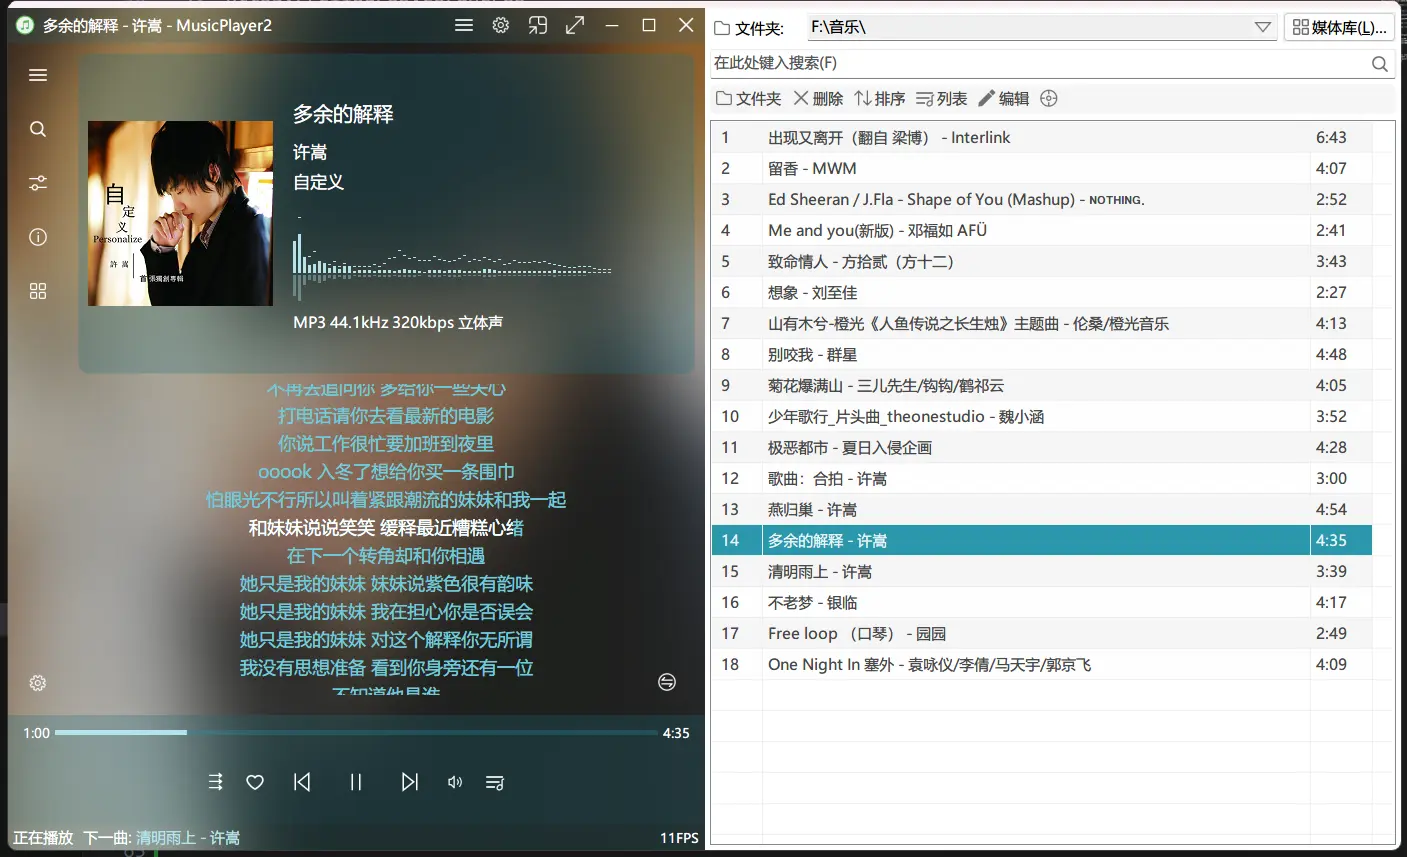 多余的解释 - 许嵩 - MusicPlayer2
多余的解释
许嵩
自定义
自
定
义
Personalize
許 嵩
首張獨創專輯
MP3 44.1kHz 320kbps 立体声
不再去追问你 多给你一些关心
打电话请你去看最新的电影
你说工作很忙要加班到夜里
ooook 入冬了想给你买一条围巾
怕眼光不行所以叫着紧跟潮流的妹妹和我一起
和妹妹说说笑笑 缓释最近糟糕心绪
在下一个转角却和你相遇
她只是我的妹妹 妹妹说紫色很有韵味
她只是我的妹妹 我在担心你是否误会
她只是我的妹妹 对这个解释你无所谓
我没有思想准备 看到你身旁还有一位
不知道他是谁
1:00 4:35
正在播放 下一曲: 清明雨上 - 许嵩 11FPS
文件夹: F:\音乐\ 媒体库(L)...
在此处键入搜索(F)
文件夹 删除 排序 列表 编辑
1 出现又离开（翻自 梁博） - Interlink 6:43
2 留香 - MWM 4:07
3 Ed Sheeran / J.Fla - Shape of You (Mashup) - ɴᴏᴛʜɪɴɢ. 2:52
4 Me and you(新版) - 邓福如 AFÜ 2:41
5 致命情人 - 方拾贰（方十二） 3:43
6 想象 - 刘至佳 2:27
7 山有木兮-橙光《人鱼传说之长生烛》主题曲 - 伦桑/橙光音乐 4:13
8 别咬我 - 群星 4:48
9 菊花爆满山 - 三儿先生/钩钩/鹤祁云 4:05
10 少年歌行_片头曲_theonestudio - 魏小涵 3:52
11 极恶都市 - 夏日入侵企画 4:28
12 歌曲：合拍 - 许嵩 3:00
13 燕归巢 - 许嵩 4:54
14 多余的解释 - 许嵩 4:35
15 清明雨上 - 许嵩 3:39
16 不老梦 - 银临 4:17
17 Free loop （口琴） - 园园 2:49
18 One Night In 塞外 - 袁咏仪/李倩/马天宇/郭京飞 4:09